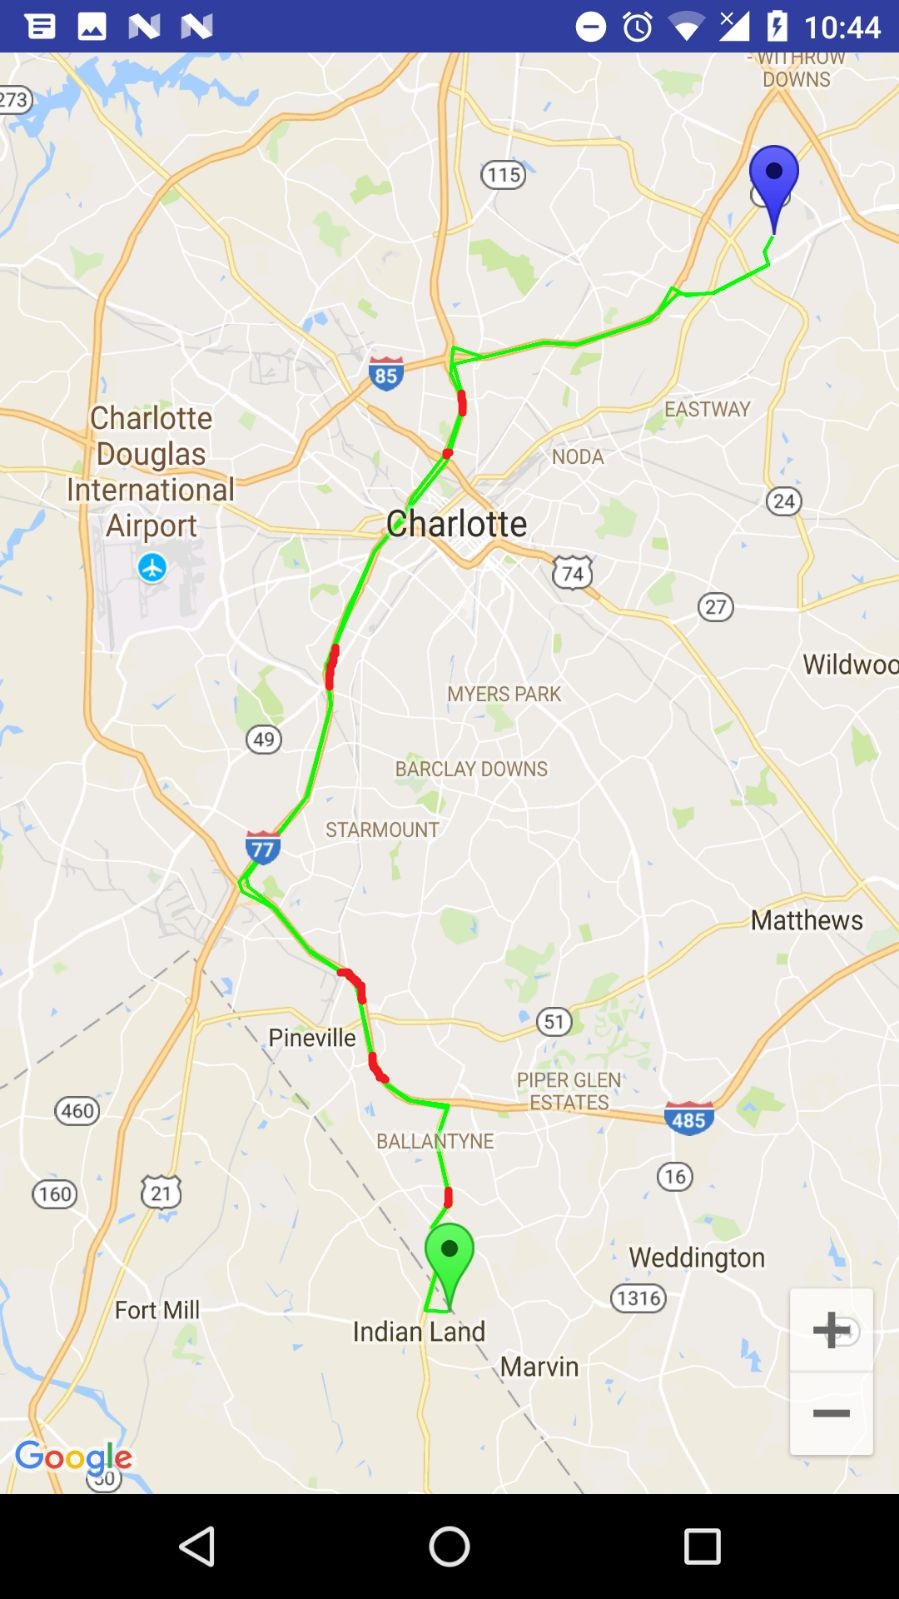 10:44
- WITHROW
DOWNS
273
115
85
EASTWAY
Charlotte
Douglas
International
Airport
NODA
24
Charlotte
74
27
Wildwoo
MYERS PARK
49
BARCLAY DOWNS
STARMOUNT
77
Matthews
51
Pineville
PIPER GLEN
ESTATES
460
485
BALLANTYNE
16
160
21
Weddington
1316
Fort Mill
Indian Land
Marvin
Google